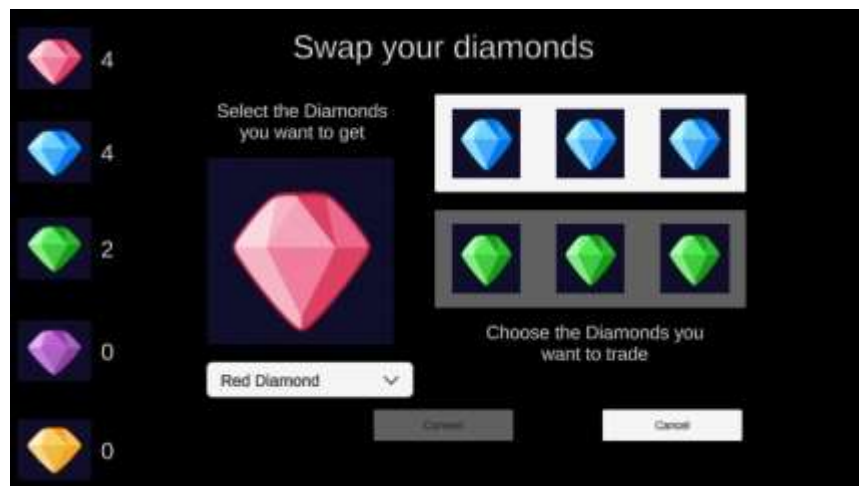 Swap your diamonds
4
Select the Diamonds
you want to get
4
2
Choose the Diamonds you
want to trade
0
Red Diamond
Cancel
0